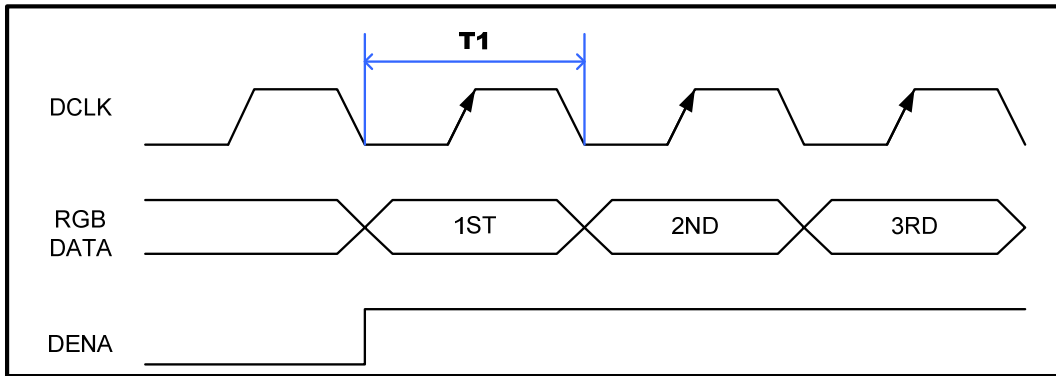 T1
DCLK
RGB
DATA
1ST
2ND
3RD
DENA